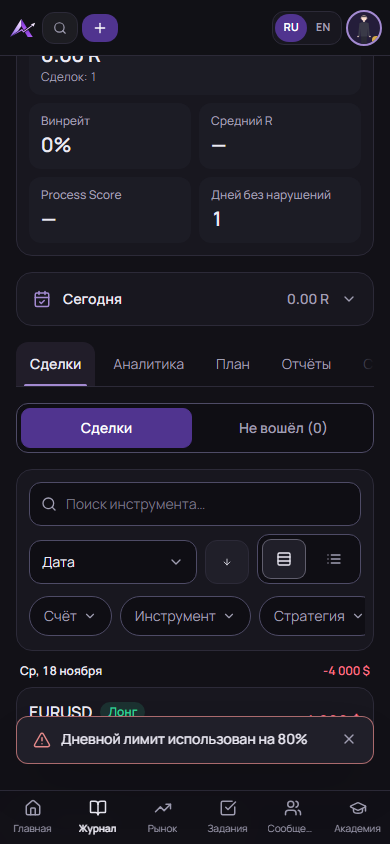 RU EN
0.00 R
Сделок: 1
Винрейт
0%
Средний R
—
Process Score
—
Дней без нарушений
1
Сегодня 0.00 R
Сделки Аналитика План Отчёты
Сделки Не вошёл (0)
Поиск инструмента...
Дата
Счёт Инструмент Стратегия
Ср, 18 ноября -4 000 $
EURUSD Лонг
Дневной лимит использован на 80%
Главная Журнал Рынок Задания Сообще... Академия